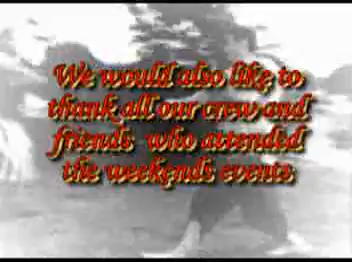 We would also like to
thank all our crew and
friends who attended
the weekends events